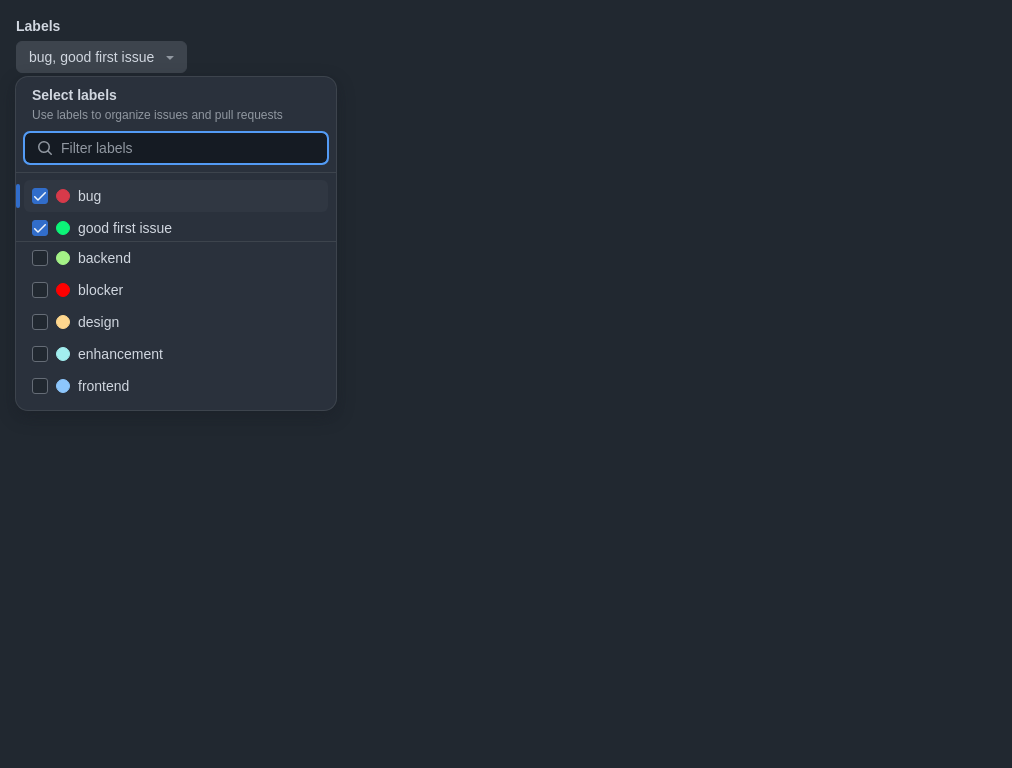 Labels
bug, good first issue
Select labels
Use labels to organize issues and pull requests
Filter labels
bug
good first issue
backend
blocker
design
enhancement
frontend